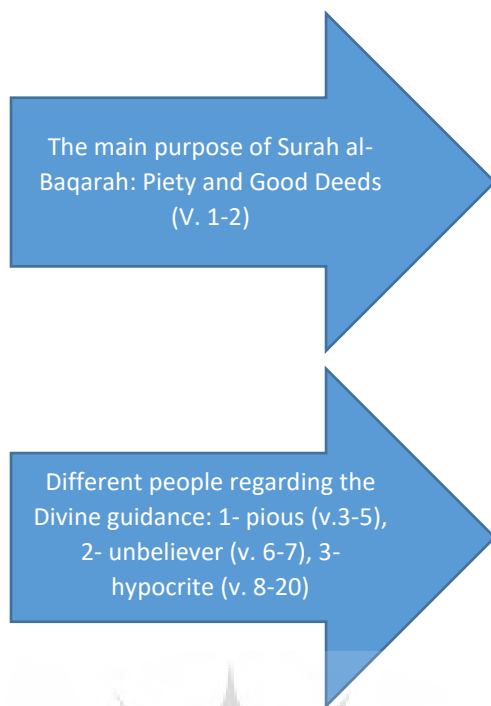 The main purpose of Surah al-
Baqarah: Piety and Good Deeds
(V. 1-2)
Different people regarding the
Divine guidance: 1- pious (v.3-5),
2- unbeliever (v. 6-7), 3-
hypocrite (v. 8-20)